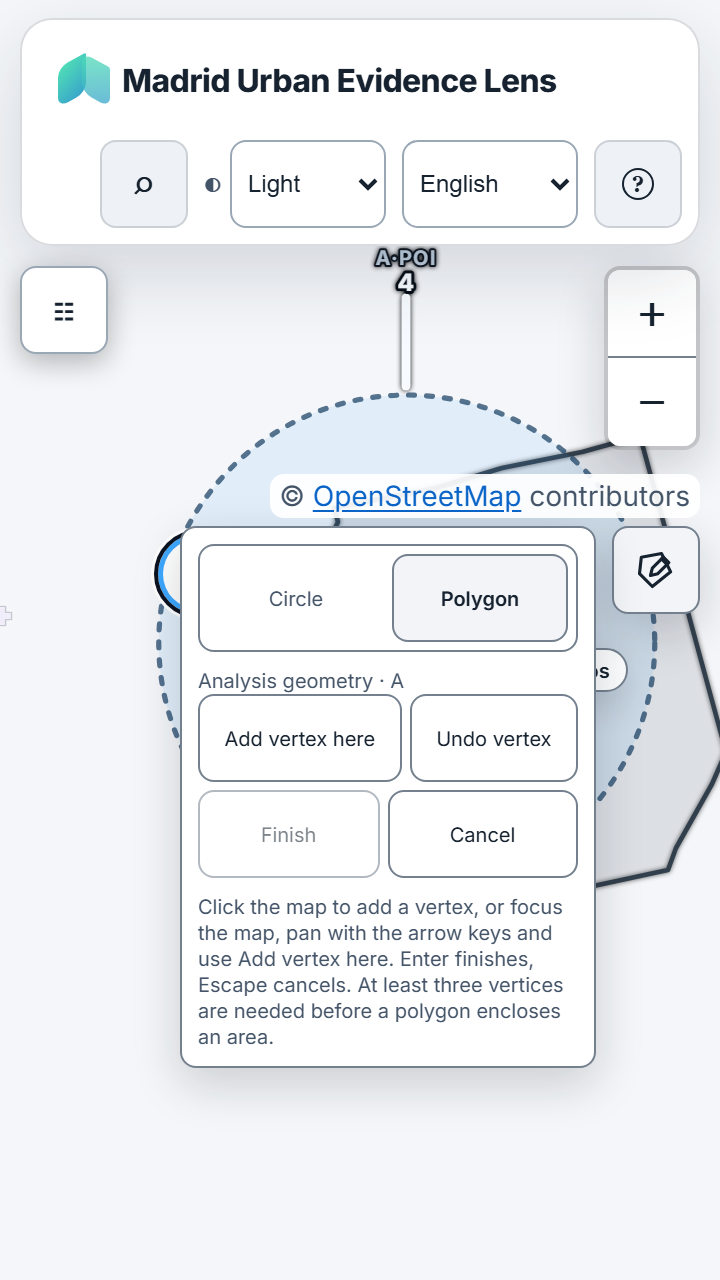 Madrid Urban Evidence Lens
Light
English
?
A·POI
4
+
−
© OpenStreetMap contributors
Circle
Polygon
Analysis geometry · A
Add vertex here
Undo vertex
Finish
Cancel
Click the map to add a vertex, or focus
the map, pan with the arrow keys and
use Add vertex here. Enter finishes,
Escape cancels. At least three vertices
are needed before a polygon encloses
an area.